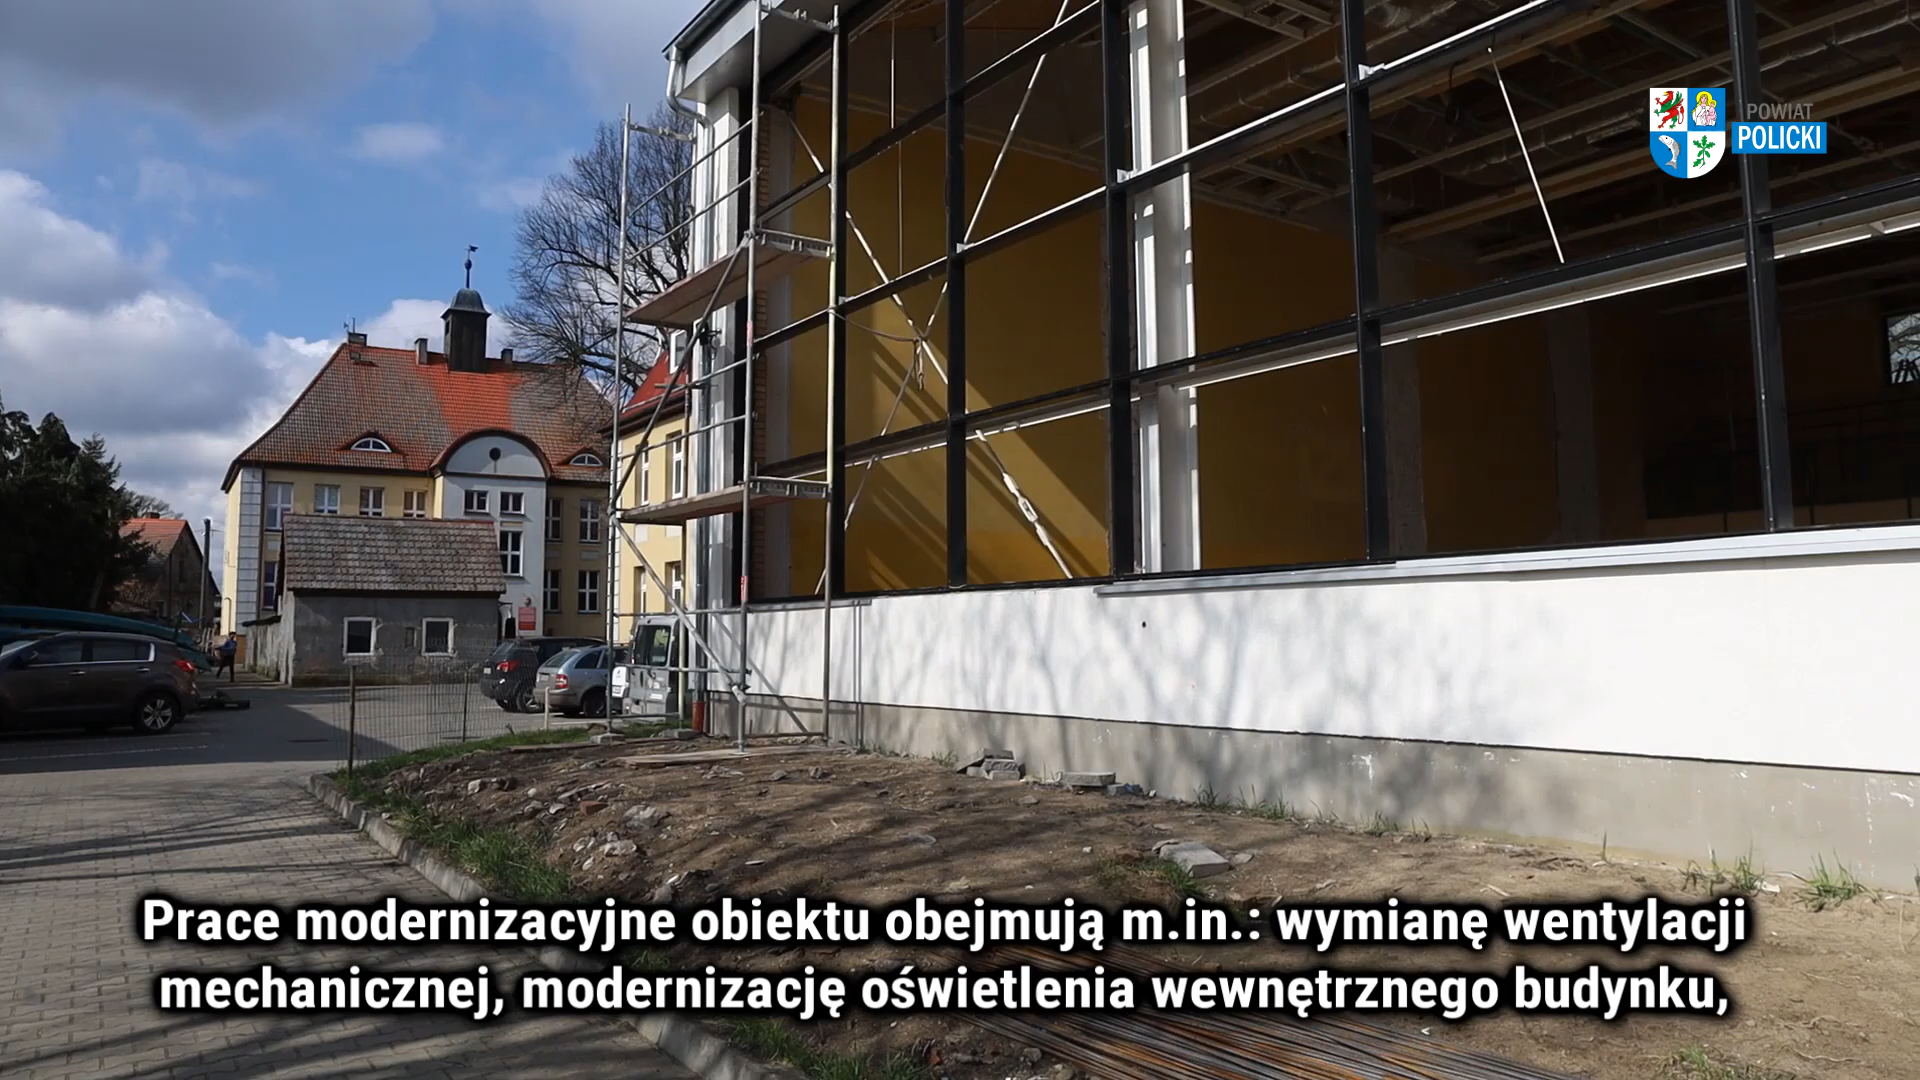 POWIAT
POLICKI
Prace modernizacyjne obiektu obejmują m.in.: wymianę wentylacji
mechanicznej, modernizację oświetlenia wewnętrznego budynku,